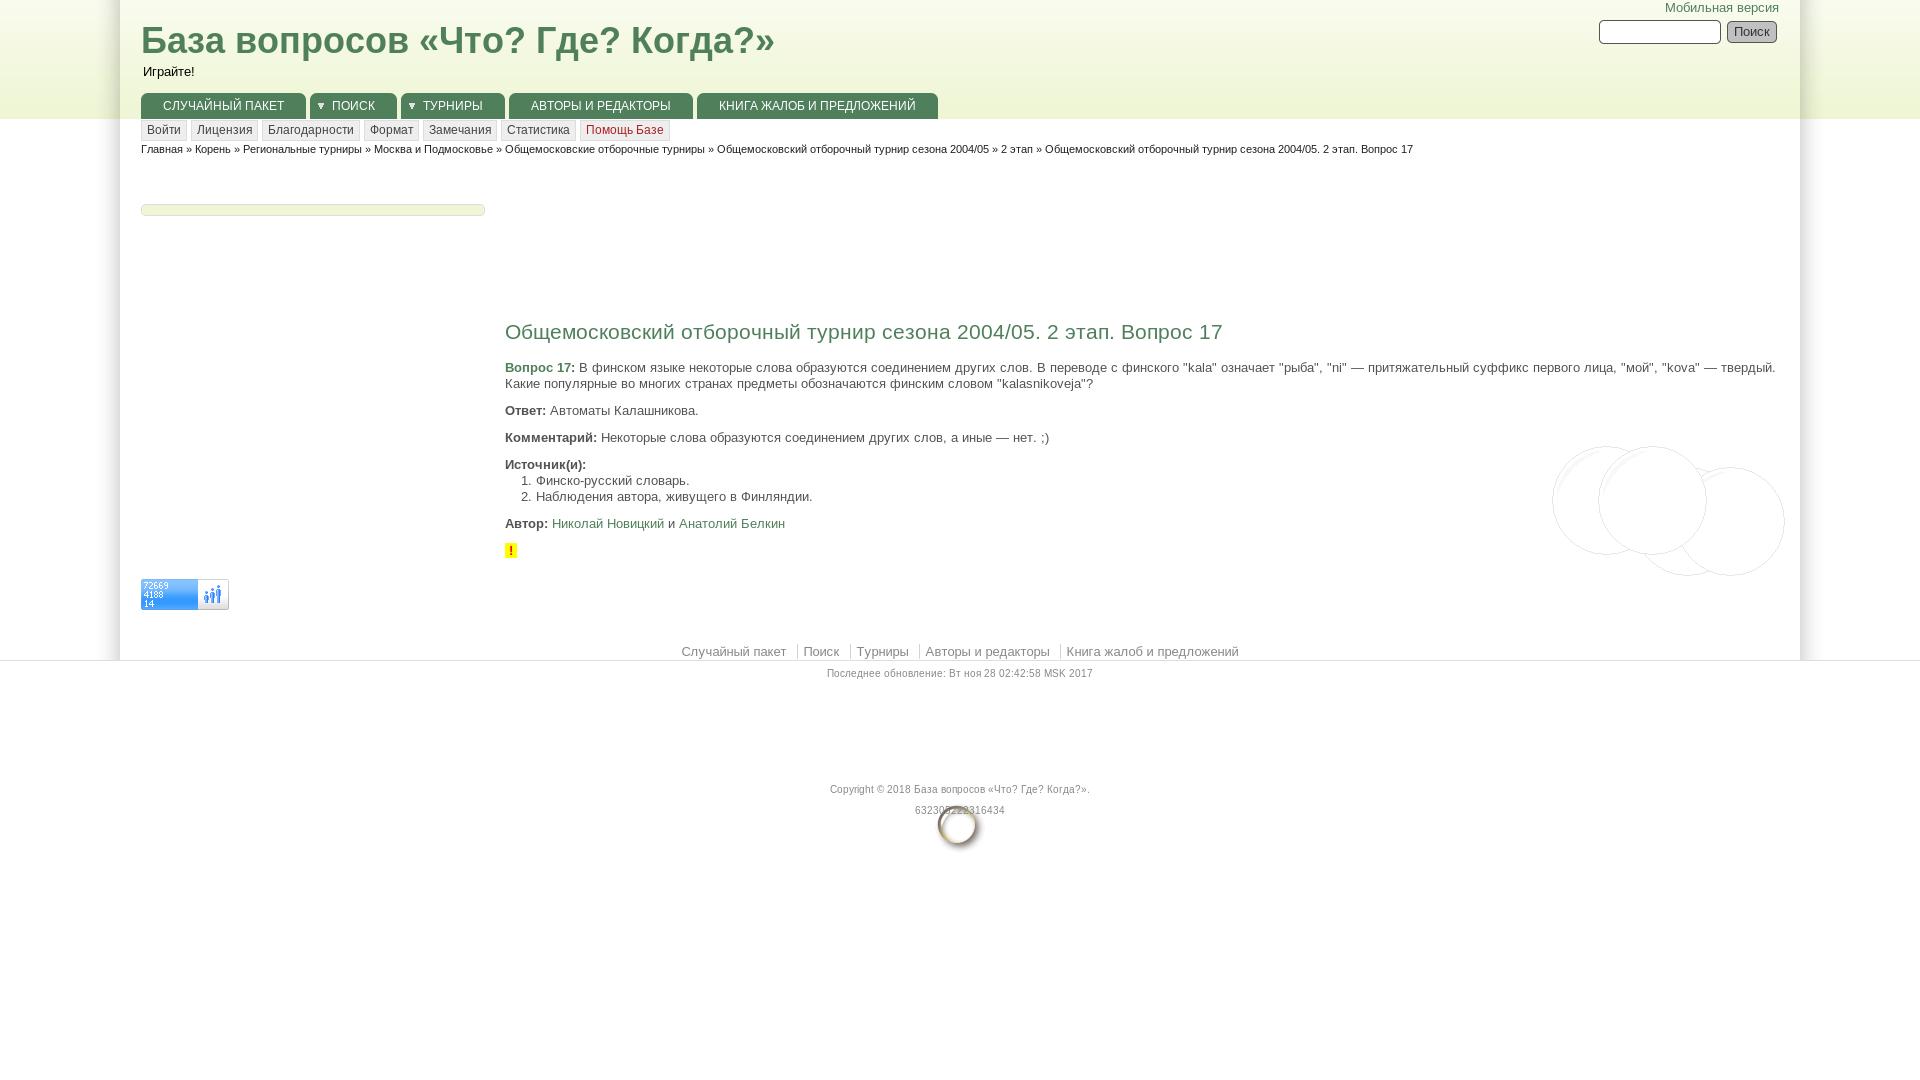 Мобильная версия
База вопросов «Что? Где? Когда?»
Поиск
Играйте!
СЛУЧАЙНЫЙ ПАКЕТ ПОИСК ТУРНИРЫ АВТОРЫ И РЕДАКТОРЫ КНИГА ЖАЛОБ И ПРЕДЛОЖЕНИЙ
Войти Лицензия Благодарности Формат Замечания Статистика Помощь Базе
Главная » Корень » Региональные турниры » Москва и Подмосковье » Общемосковские отборочные турниры » Общемосковский отборочный турнир сезона 2004/05 » 2 этап » Общемосковский отборочный турнир сезона 2004/05. 2 этап. Вопрос 17
Общемосковский отборочный турнир сезона 2004/05. 2 этап. Вопрос 17
Вопрос 17: В финском языке некоторые слова образуются соединением других слов. В переводе с финского "kala" означает "рыба", "ni" — притяжательный суффикс первого лица, "мой", "kova" — твердый.
Какие популярные во многих странах предметы обозначаются финским словом "kalasnikoveja"?
Ответ: Автоматы Калашникова.
Комментарий: Некоторые слова образуются соединением других слов, а иные — нет. ;)
Источник(и):
1. Финско-русский словарь.
2. Наблюдения автора, живущего в Финляндии.
Автор: Николай Новицкий и Анатолий Белкин
!
72669
4188
14
Случайный пакет Поиск Турниры Авторы и редакторы Книга жалоб и предложений
Последнее обновление: Вт ноя 28 02:42:58 MSK 2017
Copyright © 2018 База вопросов «Что? Где? Когда?».